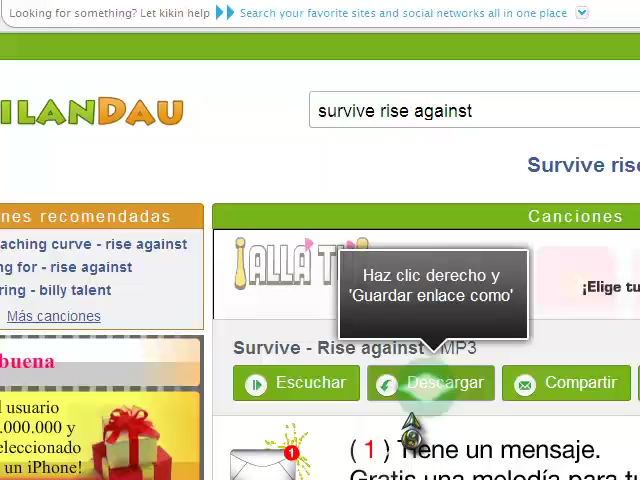 Looking for something? Let kikin help
Search your favorite sites and social networks all in one place
ILANDAU
survive rise against
Survive rise
nes recomendadas
Canciones
aching curve - rise against
ng for - rise against
ring - billy talent
Más canciones
¡ALLÁ TÚ!
¡Elige tu
Haz clic derecho y
'Guardar enlace como'
Survive - Rise against - MP3
Escuchar
Descargar
Compartir
buena
l usuario
.000.000 y
seleccionado
un iPhone!
1
( 1 ) Tiene un mensaje.
Gratis una melodía para tu